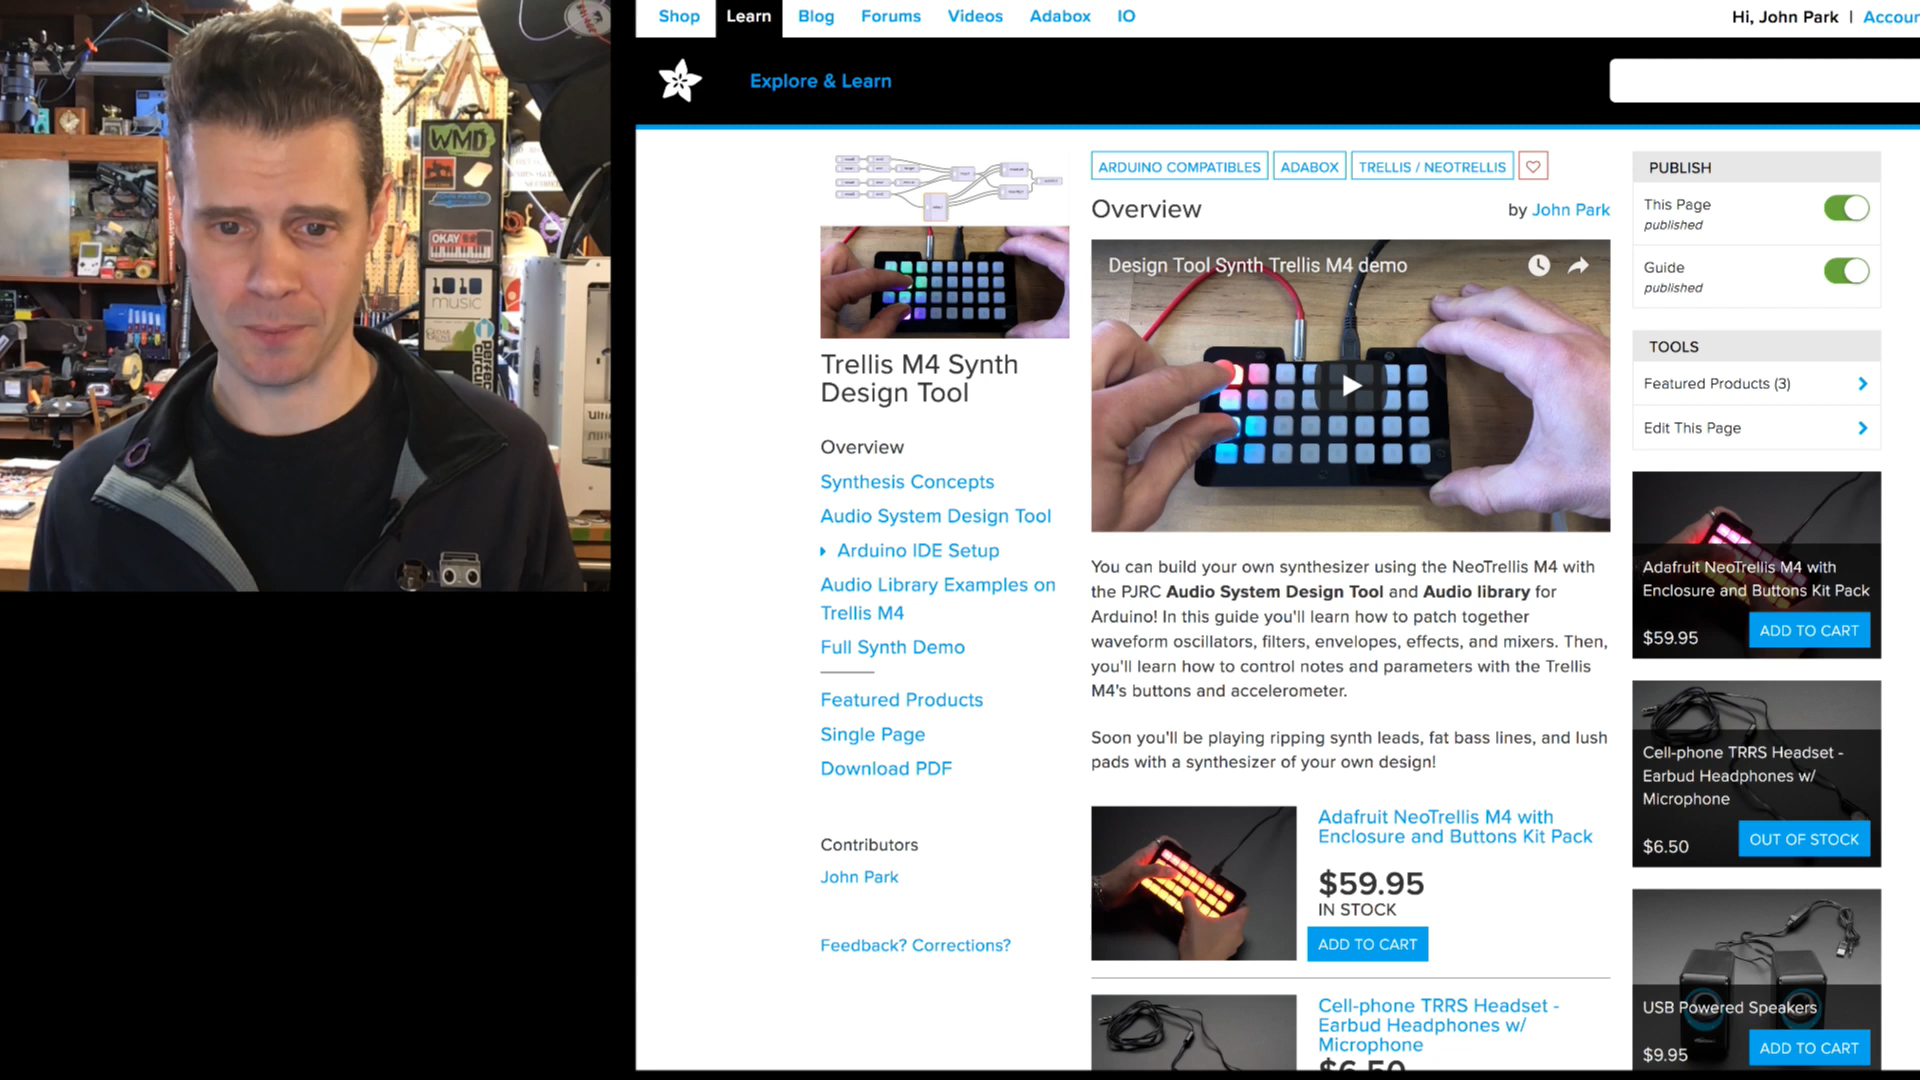 Shop
Learn
Blog
Forums
Videos
Adabox
IO
Hi, John Park | Accoun
Explore & Learn
WMD
OKAY
1010
music
ARDUINO COMPATIBLES
ADABOX
TRELLIS / NEOTRELLIS
Overview
by John Park
Design Tool Synth Trellis M4 demo
Trellis M4 Synth
Design Tool
Overview
Synthesis Concepts
Audio System Design Tool
Arduino IDE Setup
Audio Library Examples on
Trellis M4
Full Synth Demo
Featured Products
Single Page
Download PDF
Contributors
John Park
Feedback? Corrections?
You can build your own synthesizer using the NeoTrellis M4 with
the PJRC Audio System Design Tool and Audio library for
Arduino! In this guide you'll learn how to patch together
waveform oscillators, filters, envelopes, effects, and mixers. Then,
you'll learn how to control notes and parameters with the Trellis
M4's buttons and accelerometer.
Soon you'll be playing ripping synth leads, fat bass lines, and lush
pads with a synthesizer of your own design!
Adafruit NeoTrellis M4 with
Enclosure and Buttons Kit Pack
$59.95
IN STOCK
ADD TO CART
Cell-phone TRRS Headset -
Earbud Headphones w/
Microphone
$6.50
PUBLISH
This Page
published
Guide
published
TOOLS
Featured Products (3)
Edit This Page
Adafruit NeoTrellis M4 with
Enclosure and Buttons Kit Pack
$59.95
ADD TO CART
Cell-phone TRRS Headset -
Earbud Headphones w/
Microphone
$6.50
OUT OF STOCK
USB Powered Speakers
$9.95
ADD TO CART